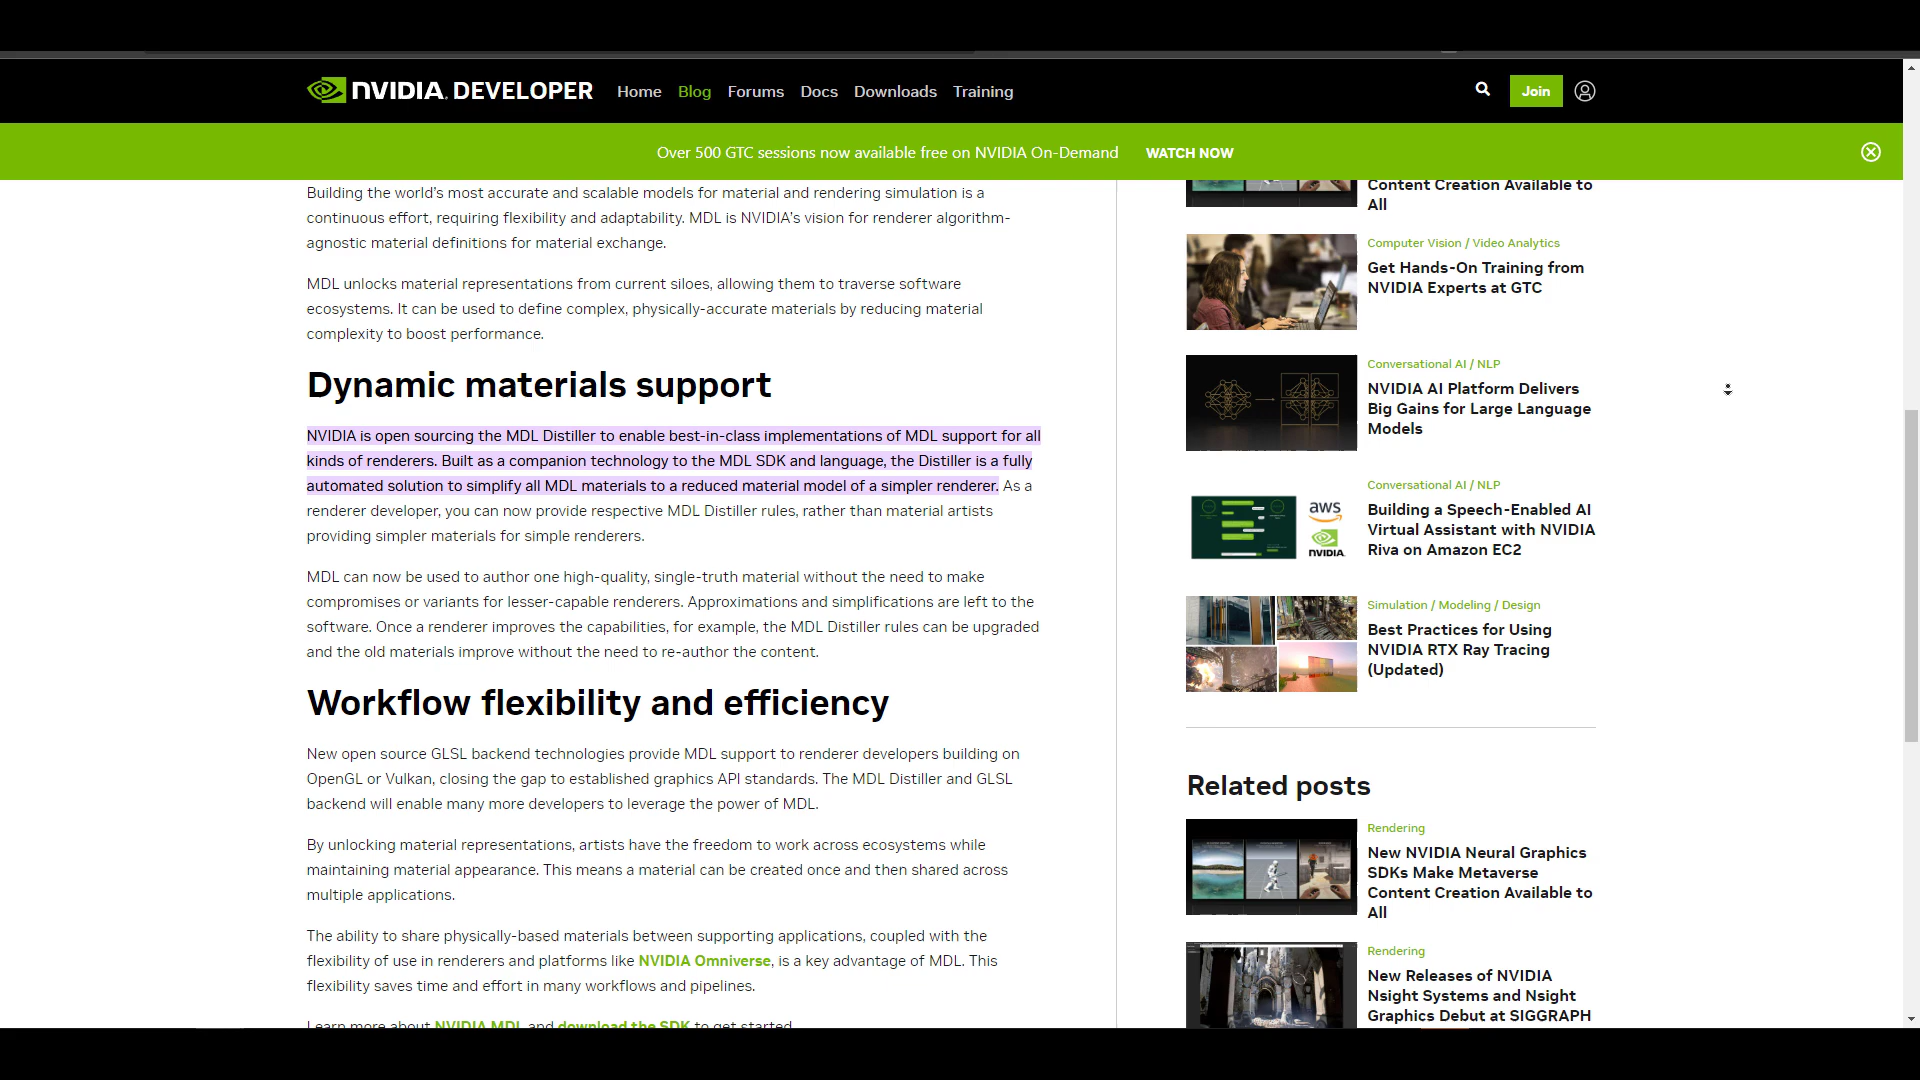 NVIDIA. DEVELOPER Home Blog Forums Docs Downloads Training Join
Over 500 GTC sessions now available free on NVIDIA On-Demand WATCH NOW
Building the world's most accurate and scalable models for material and rendering simulation is a
continuous effort, requiring flexibility and adaptability. MDL is NVIDIA's vision for renderer algorithm-
agnostic material definitions for material exchange.
MDL unlocks material representations from current siloes, allowing them to traverse software
ecosystems. It can be used to define complex, physically-accurate materials by reducing material
complexity to boost performance.
Dynamic materials support
NVIDIA is open sourcing the MDL Distiller to enable best-in-class implementations of MDL support for all
kinds of renderers. Built as a companion technology to the MDL SDK and language, the Distiller is a fully
automated solution to simplify all MDL materials to a reduced material model of a simpler renderer. As a
renderer developer, you can now provide respective MDL Distiller rules, rather than material artists
providing simpler materials for simple renderers.
MDL can now be used to author one high-quality, single-truth material without the need to make
compromises or variants for lesser-capable renderers. Approximations and simplifications are left to the
software. Once a renderer improves the capabilities, for example, the MDL Distiller rules can be upgraded
and the old materials improve without the need to re-author the content.
Workflow flexibility and efficiency
New open source GLSL backend technologies provide MDL support to renderer developers building on
OpenGL or Vulkan, closing the gap to established graphics API standards. The MDL Distiller and GLSL
backend will enable many more developers to leverage the power of MDL.
By unlocking material representations, artists have the freedom to work across ecosystems while
maintaining material appearance. This means a material can be created once and then shared across
multiple applications.
The ability to share physically-based materials between supporting applications, coupled with the
flexibility of use in renderers and platforms like NVIDIA Omniverse, is a key advantage of MDL. This
flexibility saves time and effort in many workflows and pipelines.
Learn more about NVIDIA MDL and download the SDK to get started.
Content Creation Available to
All
Computer Vision / Video Analytics
Get Hands-On Training from
NVIDIA Experts at GTC
Conversational AI / NLP
NVIDIA AI Platform Delivers
Big Gains for Large Language
Models
Conversational AI / NLP
Building a Speech-Enabled AI
Virtual Assistant with NVIDIA
Riva on Amazon EC2
aws
NVIDIA.
Simulation / Modeling / Design
Best Practices for Using
NVIDIA RTX Ray Tracing
(Updated)
Related posts
Rendering
New NVIDIA Neural Graphics
SDKs Make Metaverse
Content Creation Available to
All
Rendering
New Releases of NVIDIA
Nsight Systems and Nsight
Graphics Debut at SIGGRAPH